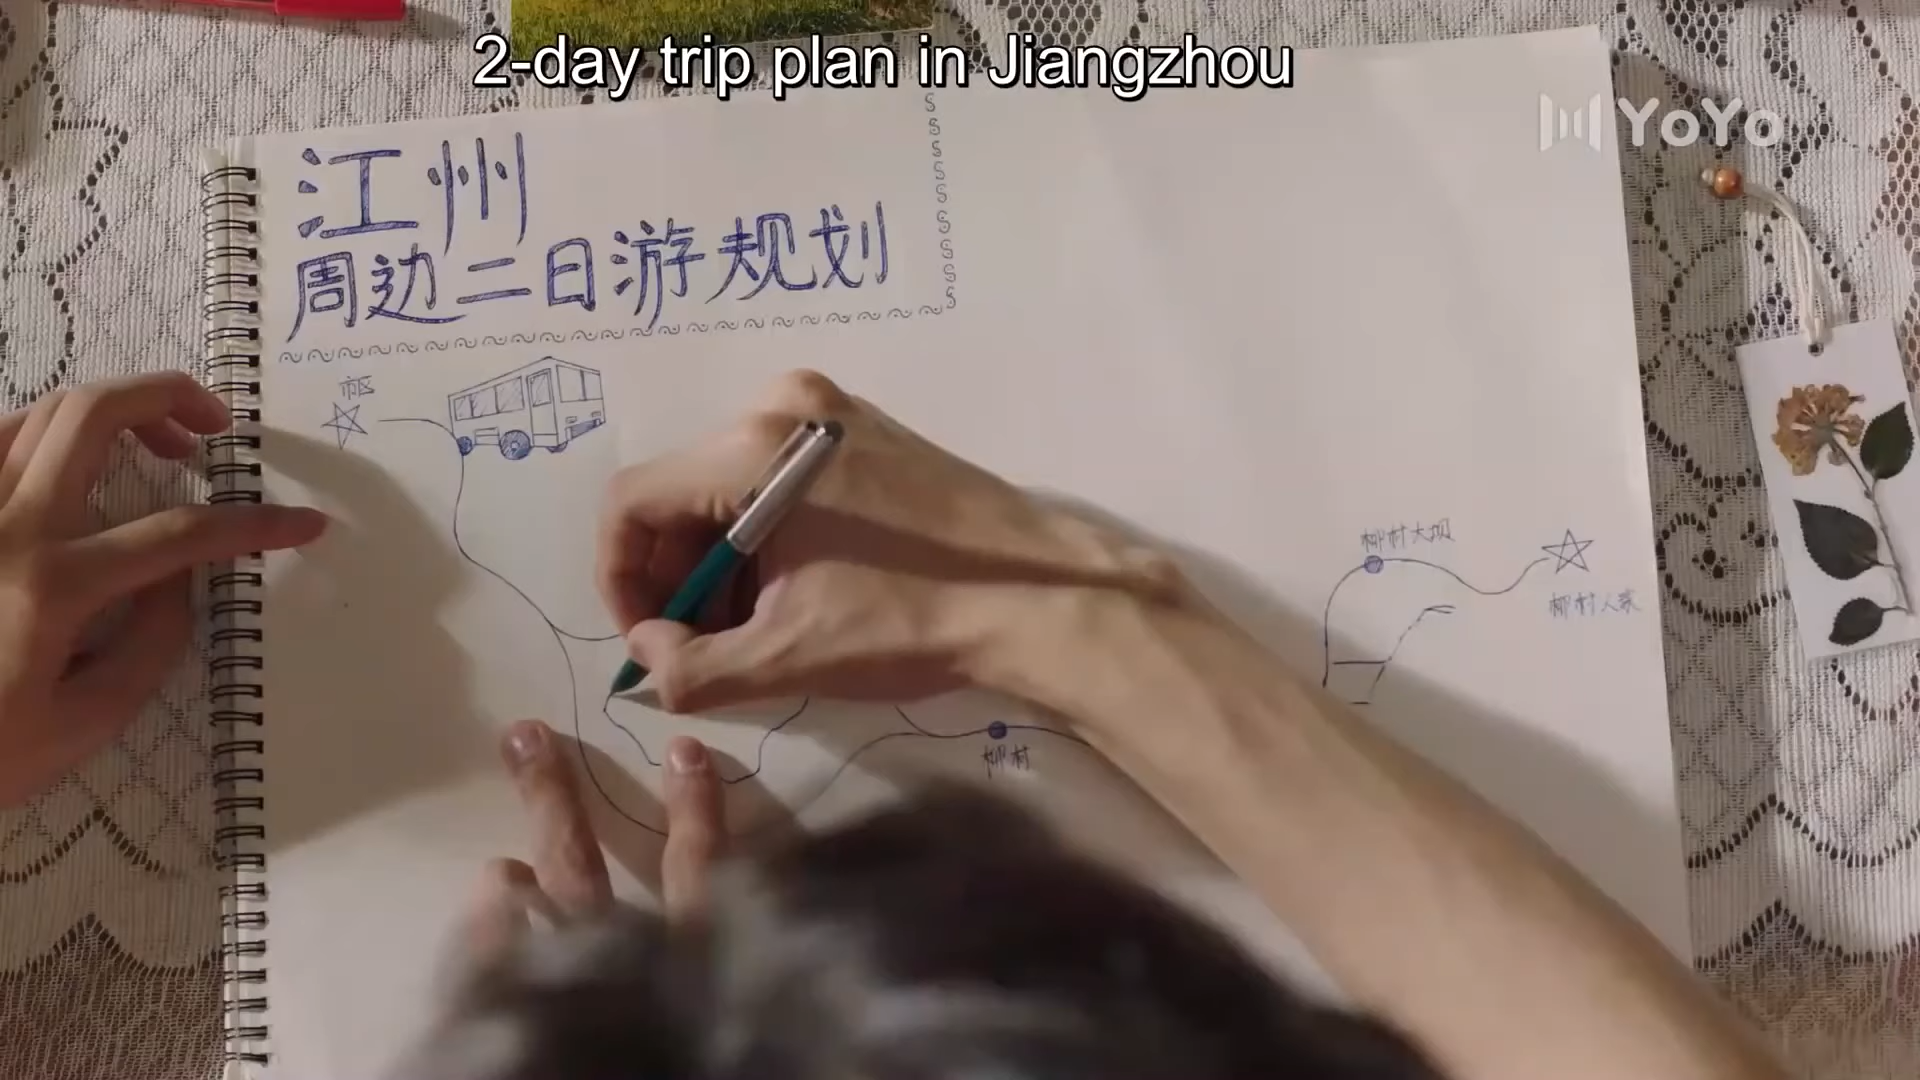 2-day trip plan in Jiangzhou
YoYo
江州
周边二日游规划
市区
柳村大坝
柳村人家
柳村